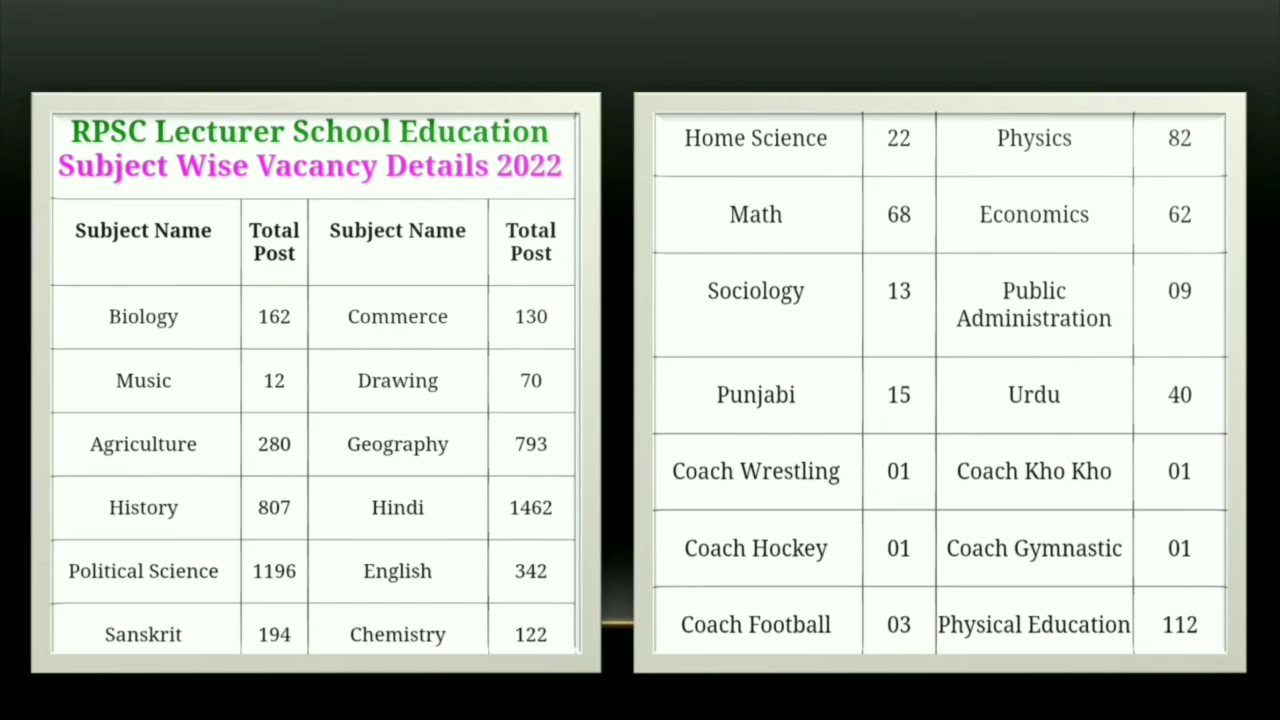 RPSC Lecturer School Education
Subject Wise Vacancy Details 2022
Subject Name Total Post Subject Name Total Post
Biology 162 Commerce 130
Music 12 Drawing 70
Agriculture 280 Geography 793
History 807 Hindi 1462
Political Science 1196 English 342
Sanskrit 194 Chemistry 122
Home Science 22 Physics 82
Math 68 Economics 62
Sociology 13 Public Administration 09
Punjabi 15 Urdu 40
Coach Wrestling 01 Coach Kho Kho 01
Coach Hockey 01 Coach Gymnastic 01
Coach Football 03 Physical Education 112